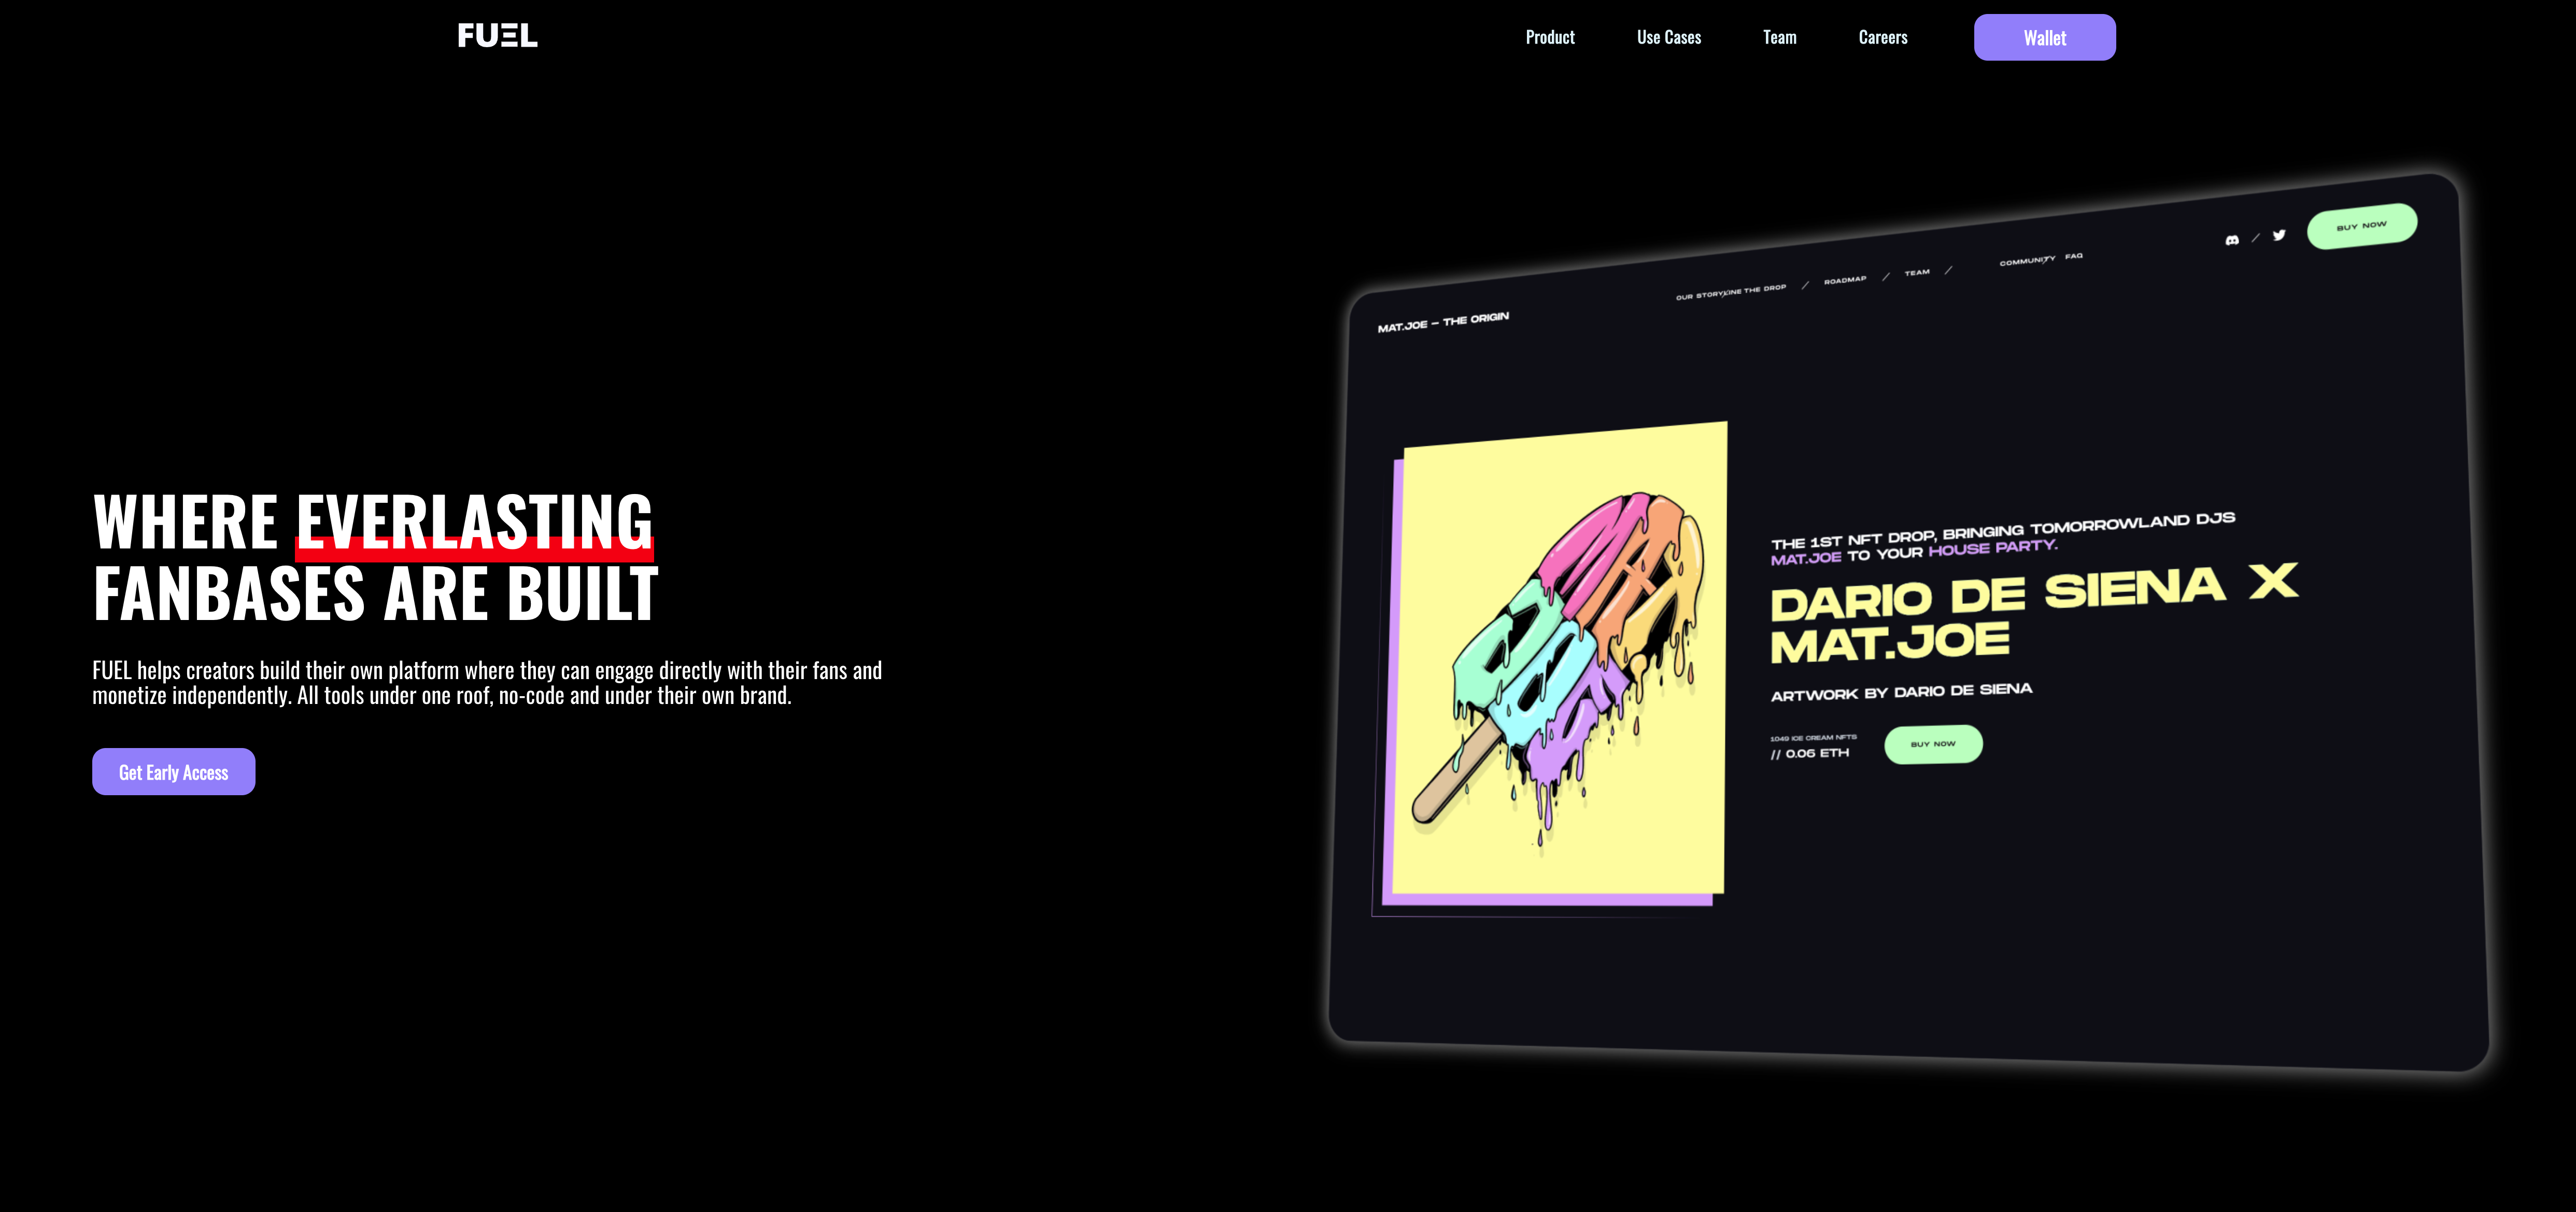 FUEL
Product
Use Cases
Team
Careers
Wallet
WHERE EVERLASTING
FANBASES ARE BUILT
FUEL helps creators build their own platform where they can engage directly with their fans and
monetize independently. All tools under one roof, no-code and under their own brand.
Get Early Access
MAT.JOE – THE ORIGIN
OUR STORY
THE DROP
/
ROADMAP
/
TEAM
/
COMMUNITY
FAQ
/
BUY NOW
THE 1ST NFT DROP, BRINGING TOMORROWLAND DJS
MAT.JOE TO YOUR HOUSE PARTY.
DARIO DE SIENA X
MAT.JOE
ARTWORK BY DARIO DE SIENA
1049 ICE CREAM NFTS
// 0.06 ETH
BUY NOW